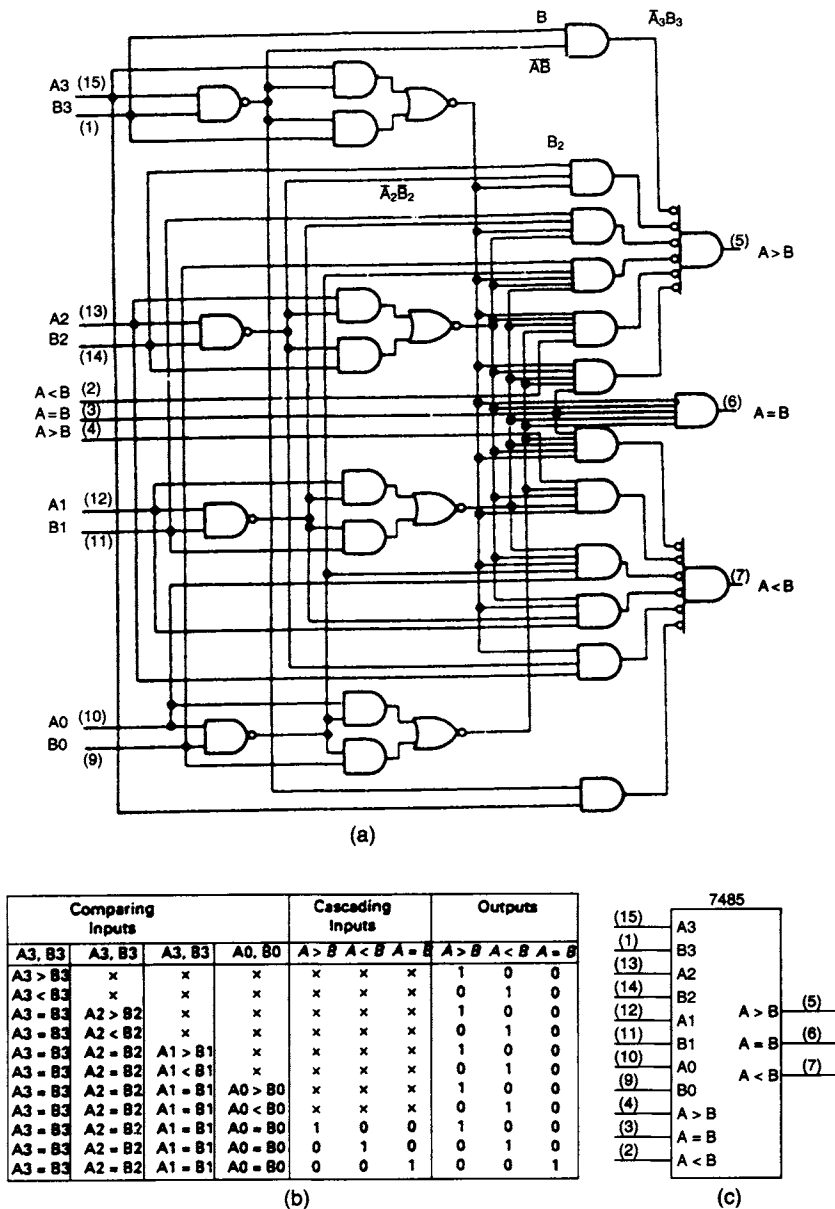 B
A̅₃B₃
A̅B̅
A3 (15)
B3
(1)
B₂
A̅₂B̅₂
(5)
A > B
A2 (13)
B2
(14)
A < B (2)
A = B (3)
A > B (4)
(6)
A = B
A1 (12)
B1
(11)
(7)
A < B
A0 (10)
B0
(9)
(a)
Comparing Inputs Cascading Inputs Outputs
A3, B3 A3, B3 A3, B3 A0, B0 A > B A < B A = B A > B A < B A = B
A3 > B3 × × × × × × 1 0 0
A3 < B3 × × × × × × 0 1 0
A3 = B3 A2 > B2 × × × × × 1 0 0
A3 = B3 A2 < B2 × × × × × 0 1 0
A3 = B3 A2 = B2 A1 > B1 × × × × 1 0 0
A3 = B3 A2 = B2 A1 < B1 × × × × 0 1 0
A3 = B3 A2 = B2 A1 = B1 A0 > B0 × × × 1 0 0
A3 = B3 A2 = B2 A1 = B1 A0 < B0 × × × 0 1 0
A3 = B3 A2 = B2 A1 = B1 A0 = B0 1 0 0 1 0 0
A3 = B3 A2 = B2 A1 = B1 A0 = B0 0 1 0 0 1 0
A3 = B3 A2 = B2 A1 = B1 A0 = B0 0 0 1 0 0 1
(b)
7485
(15) A3
(1) B3
(13) A2
(14) B2
(12) A1
(11) B1
(10) A0
(9) B0
(4) A > B
(3) A = B
(2) A < B
A > B (5)
A = B (6)
A < B (7)
(c)